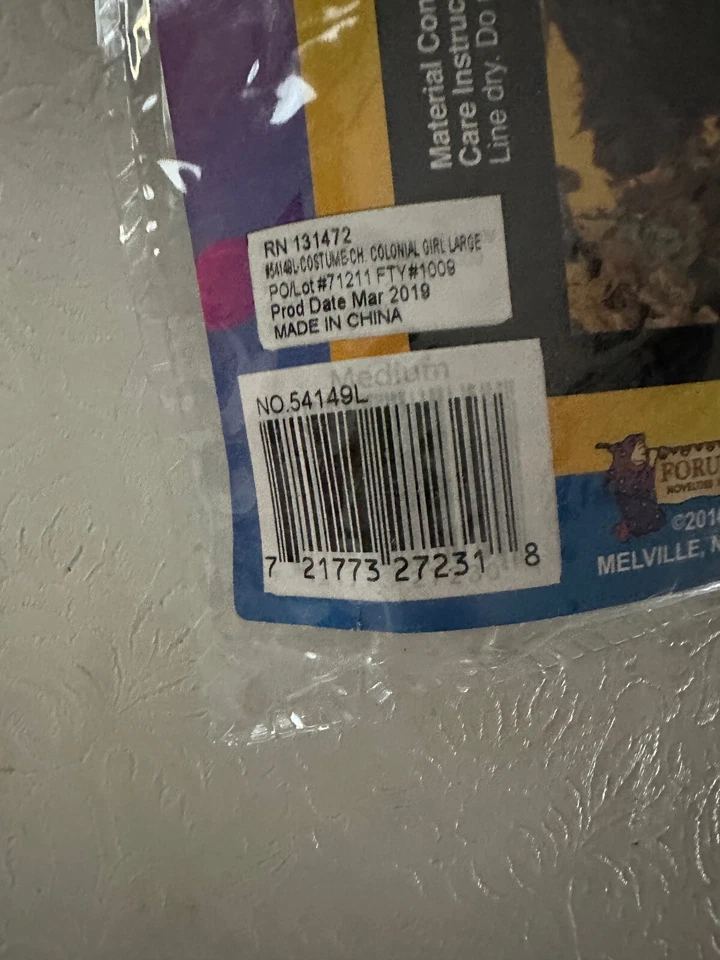 Material Con
Care Instruc
Line dry. Do
RN 131472
#54149L-COSTUME-CH. COLONIAL GIRL LARGE
PO/Lot #71211 FTY#1009
Prod Date Mar 2019
MADE IN CHINA
Medium
NO.54149L
7 21773 27231 8
FORU
NOVELTIES
©201
MELVILLE, N